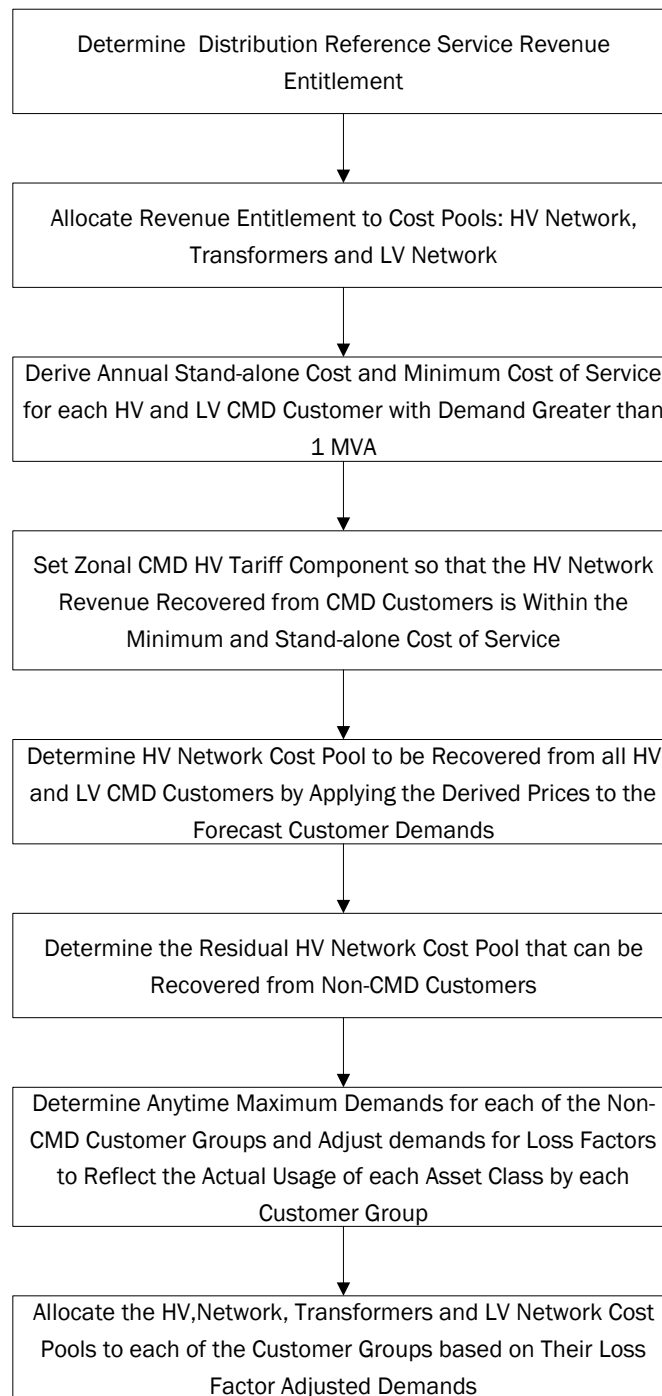 Determine Distribution Reference Service Revenue
Entitlement
Allocate Revenue Entitlement to Cost Pools: HV Network,
Transformers and LV Network
Derive Annual Stand-alone Cost and Minimum Cost of Service
for each HV and LV CMD Customer with Demand Greater than
1 MVA
Set Zonal CMD HV Tariff Component so that the HV Network
Revenue Recovered from CMD Customers is Within the
Minimum and Stand-alone Cost of Service
Determine HV Network Cost Pool to be Recovered from all HV
and LV CMD Customers by Applying the Derived Prices to the
Forecast Customer Demands
Determine the Residual HV Network Cost Pool that can be
Recovered from Non-CMD Customers
Determine Anytime Maximum Demands for each of the Non-
CMD Customer Groups and Adjust demands for Loss Factors
to Reflect the Actual Usage of each Asset Class by each
Customer Group
Allocate the HV,Network, Transformers and LV Network Cost
Pools to each of the Customer Groups based on Their Loss
Factor Adjusted Demands